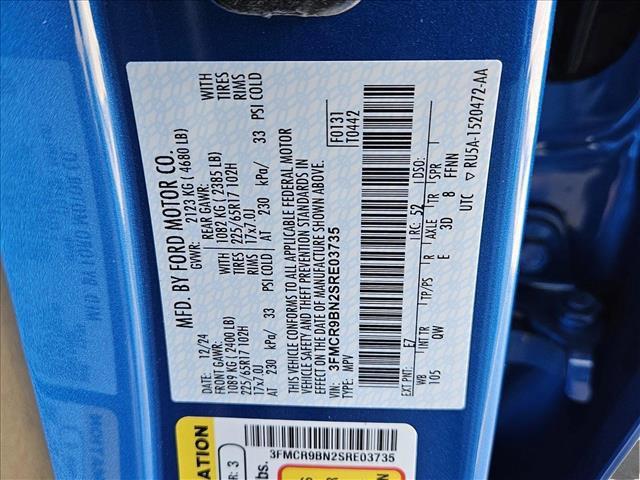 MFD. BY FORD MOTOR CO.
12/24 GVWR: 2123 KG ( 4680 LB)
FRONT GAWR: REAR GAWR:
1089 KG ( 2400 LB) 1082 KG ( 2385 LB) WITH
225/65R17 102H TIRES 225/65R17 102H TIRES
17x7.0J RIMS 17x7.0J RIMS
AT 230 kPa/ 33 PSI COLD AT 230 kPa/ 33 PSI COLD
THIS VEHICLE CONFORMS TO ALL APPLICABLE FEDERAL MOTOR
VEHICLE SAFETY AND THEFT PREVENTION STANDARDS IN
EFFECT ON THE DATE OF MANUFACTURE SHOWN ABOVE.
VIN: 3FMCR9BN2SRE03735 F0131
TYPE: MPV T0442
EXT PNT: E7 RC: 52 DSO:
WB INT TR TP/PS R AXLE TR SPR
105 QW E 3D 8 FFNN
UTC ▽ RU5A-1520472-AA
3FMCR9BN2SRE03735
R: 3
bs.